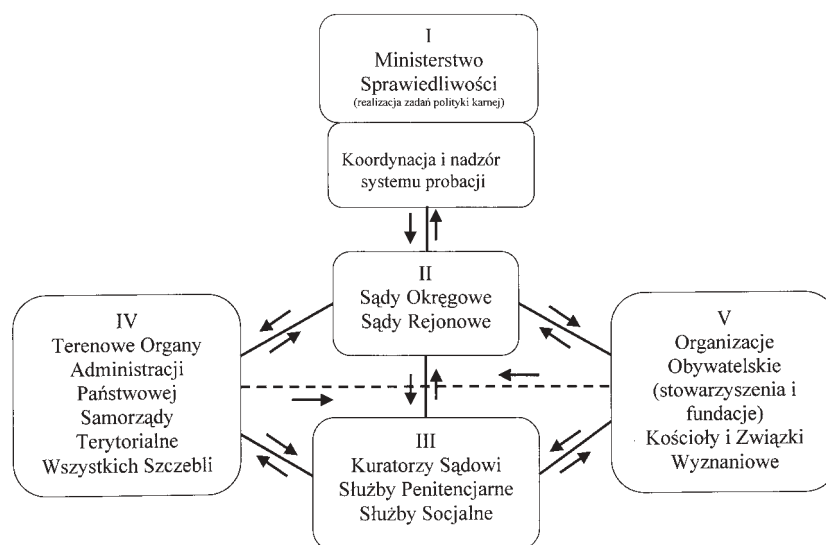 I
Ministerstwo
Sprawiedliwości
(realizacja zadań polityki karnej)
Koordynacja i nadzór
systemu probacji
II
Sądy Okręgowe
Sądy Rejonowe
IV
Terenowe Organy
Administracji
Państwowej
Samorządy
Terytorialne
Wszystkich Szczebli
V
Organizacje
Obywatelskie
(stowarzyszenia i
fundacje)
Kościoły i Związki
Wyznaniowe
III
Kuratorzy Sądowi
Służby Penitencjarne
Służby Socjalne